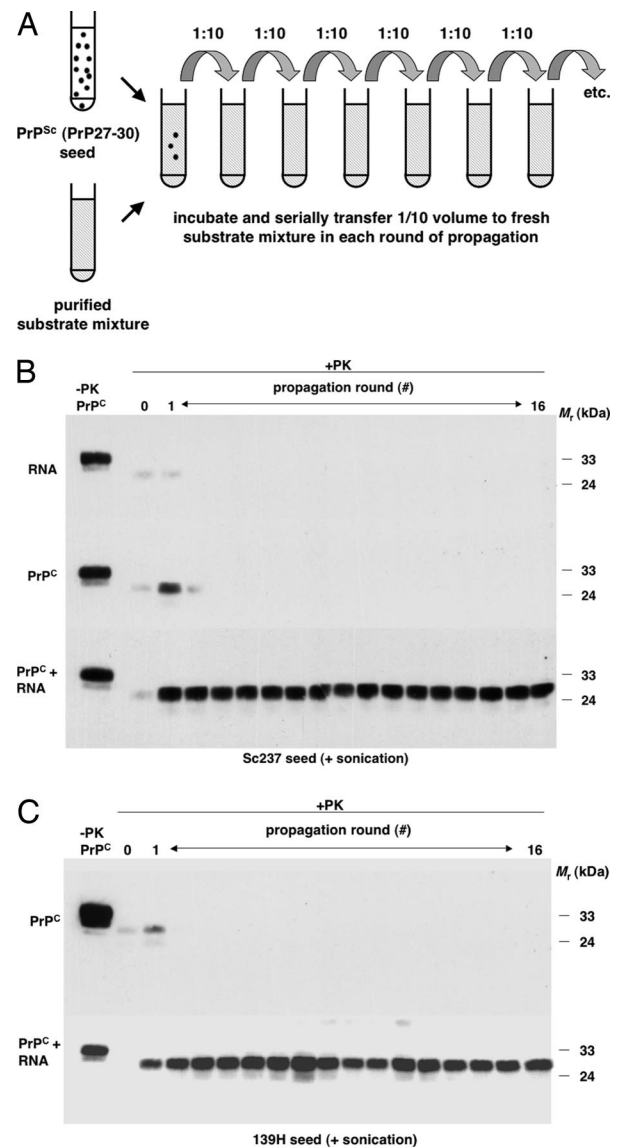 A
1:10 1:10 1:10 1:10 1:10 1:10
etc.
PrPSc (PrP27-30)
seed
incubate and serially transfer 1/10 volume to fresh
substrate mixture in each round of propagation
purified
substrate mixture
B
+PK
-PK
PrPC
propagation round (#)
0 1 16
Mr (kDa)
RNA
33
24
PrPC
33
24
PrPC +
RNA
33
24
Sc237 seed (+ sonication)
C
+PK
-PK
PrPC
propagation round (#)
0 1 16
Mr (kDa)
PrPC
33
24
PrPC +
RNA
33
24
139H seed (+ sonication)